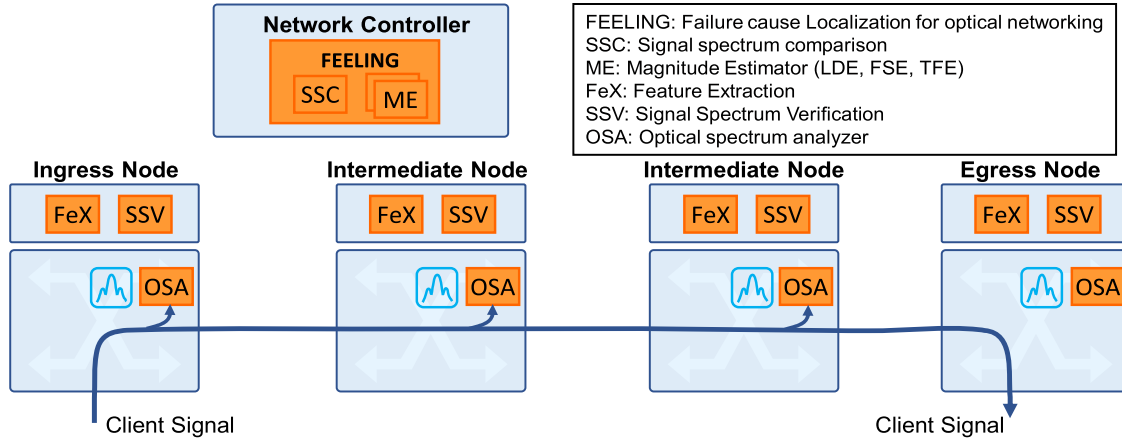 Network Controller
FEELING
SSC
ME
FEELING: Failure cause Localization for optical networking
SSC: Signal spectrum comparison
ME: Magnitude Estimator (LDE, FSE, TFE)
FeX: Feature Extraction
SSV: Signal Spectrum Verification
OSA: Optical spectrum analyzer
Ingress Node
Intermediate Node
Intermediate Node
Egress Node
FeX SSV
FeX SSV
FeX SSV
FeX SSV
OSA
OSA
OSA
OSA
Client Signal
Client Signal